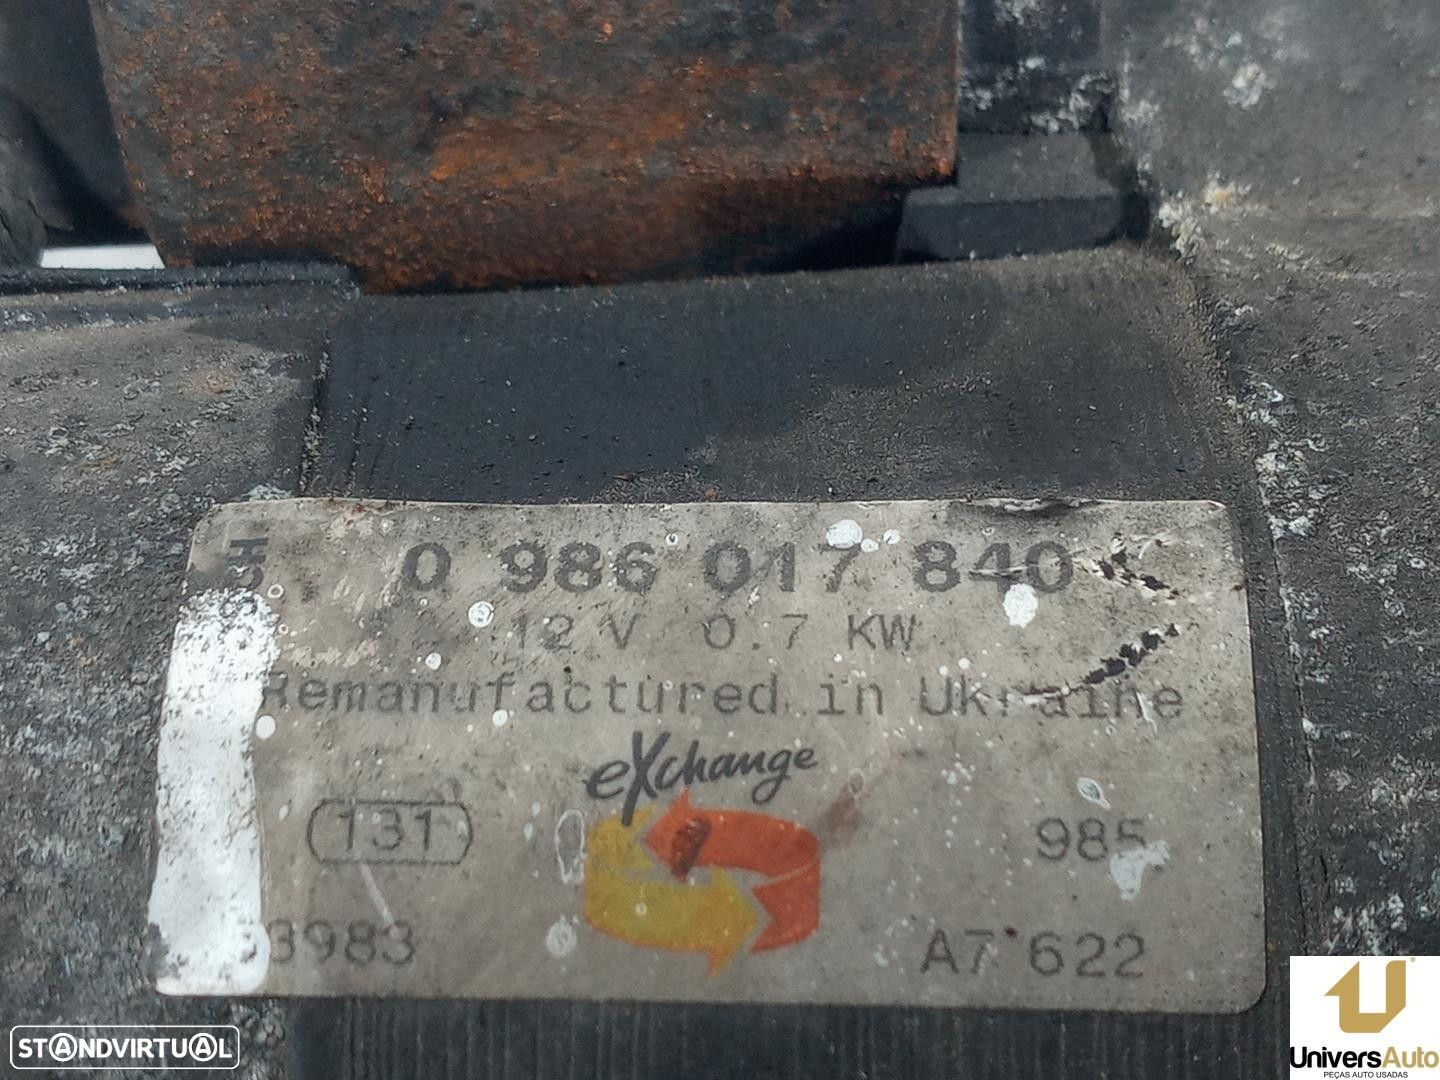 0 986 017 840
12 V 0.7 KW
Remanufactured in Ukraine
eXchange
131
985
3983
A7 622
STANDVIRTUAL
UniversAuto
PEÇAS AUTO USADAS